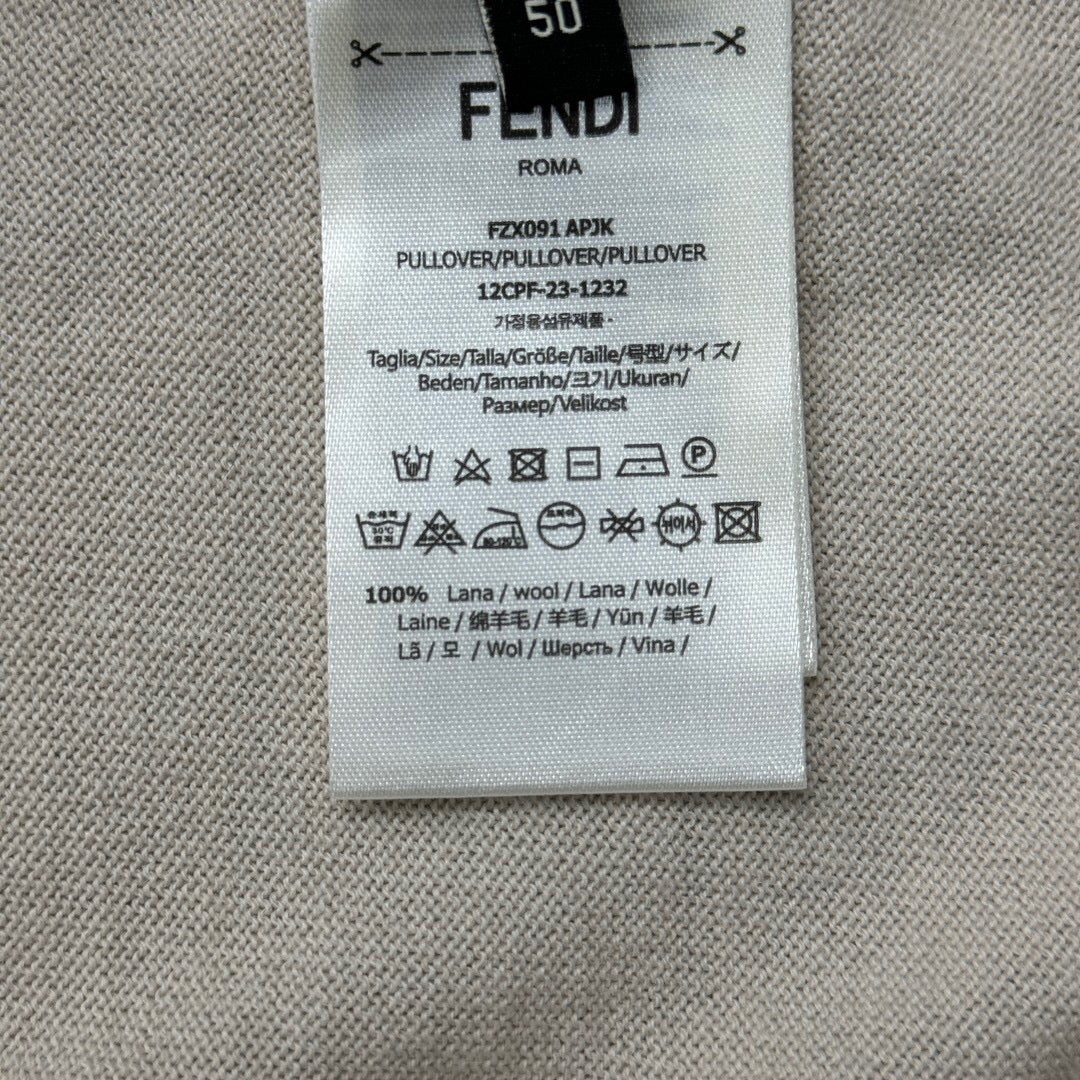 50
FENDI
ROMA
FZX091 APJK
PULLOVER/PULLOVER/PULLOVER
12CPF-23-1232
가정용섬유제품 ·
Taglia/Size/Talla/Größe/Taille/号型/サイズ/
Beden/Tamanho/크기/Ukuran/
Размер/Velikost
P
30℃
100% Lana / wool / Lana / Wolle /
Laine / 绵羊毛 / 羊毛 / Yün / 羊毛 /
Lã / 모 / Wol / Шерсть / Vina /